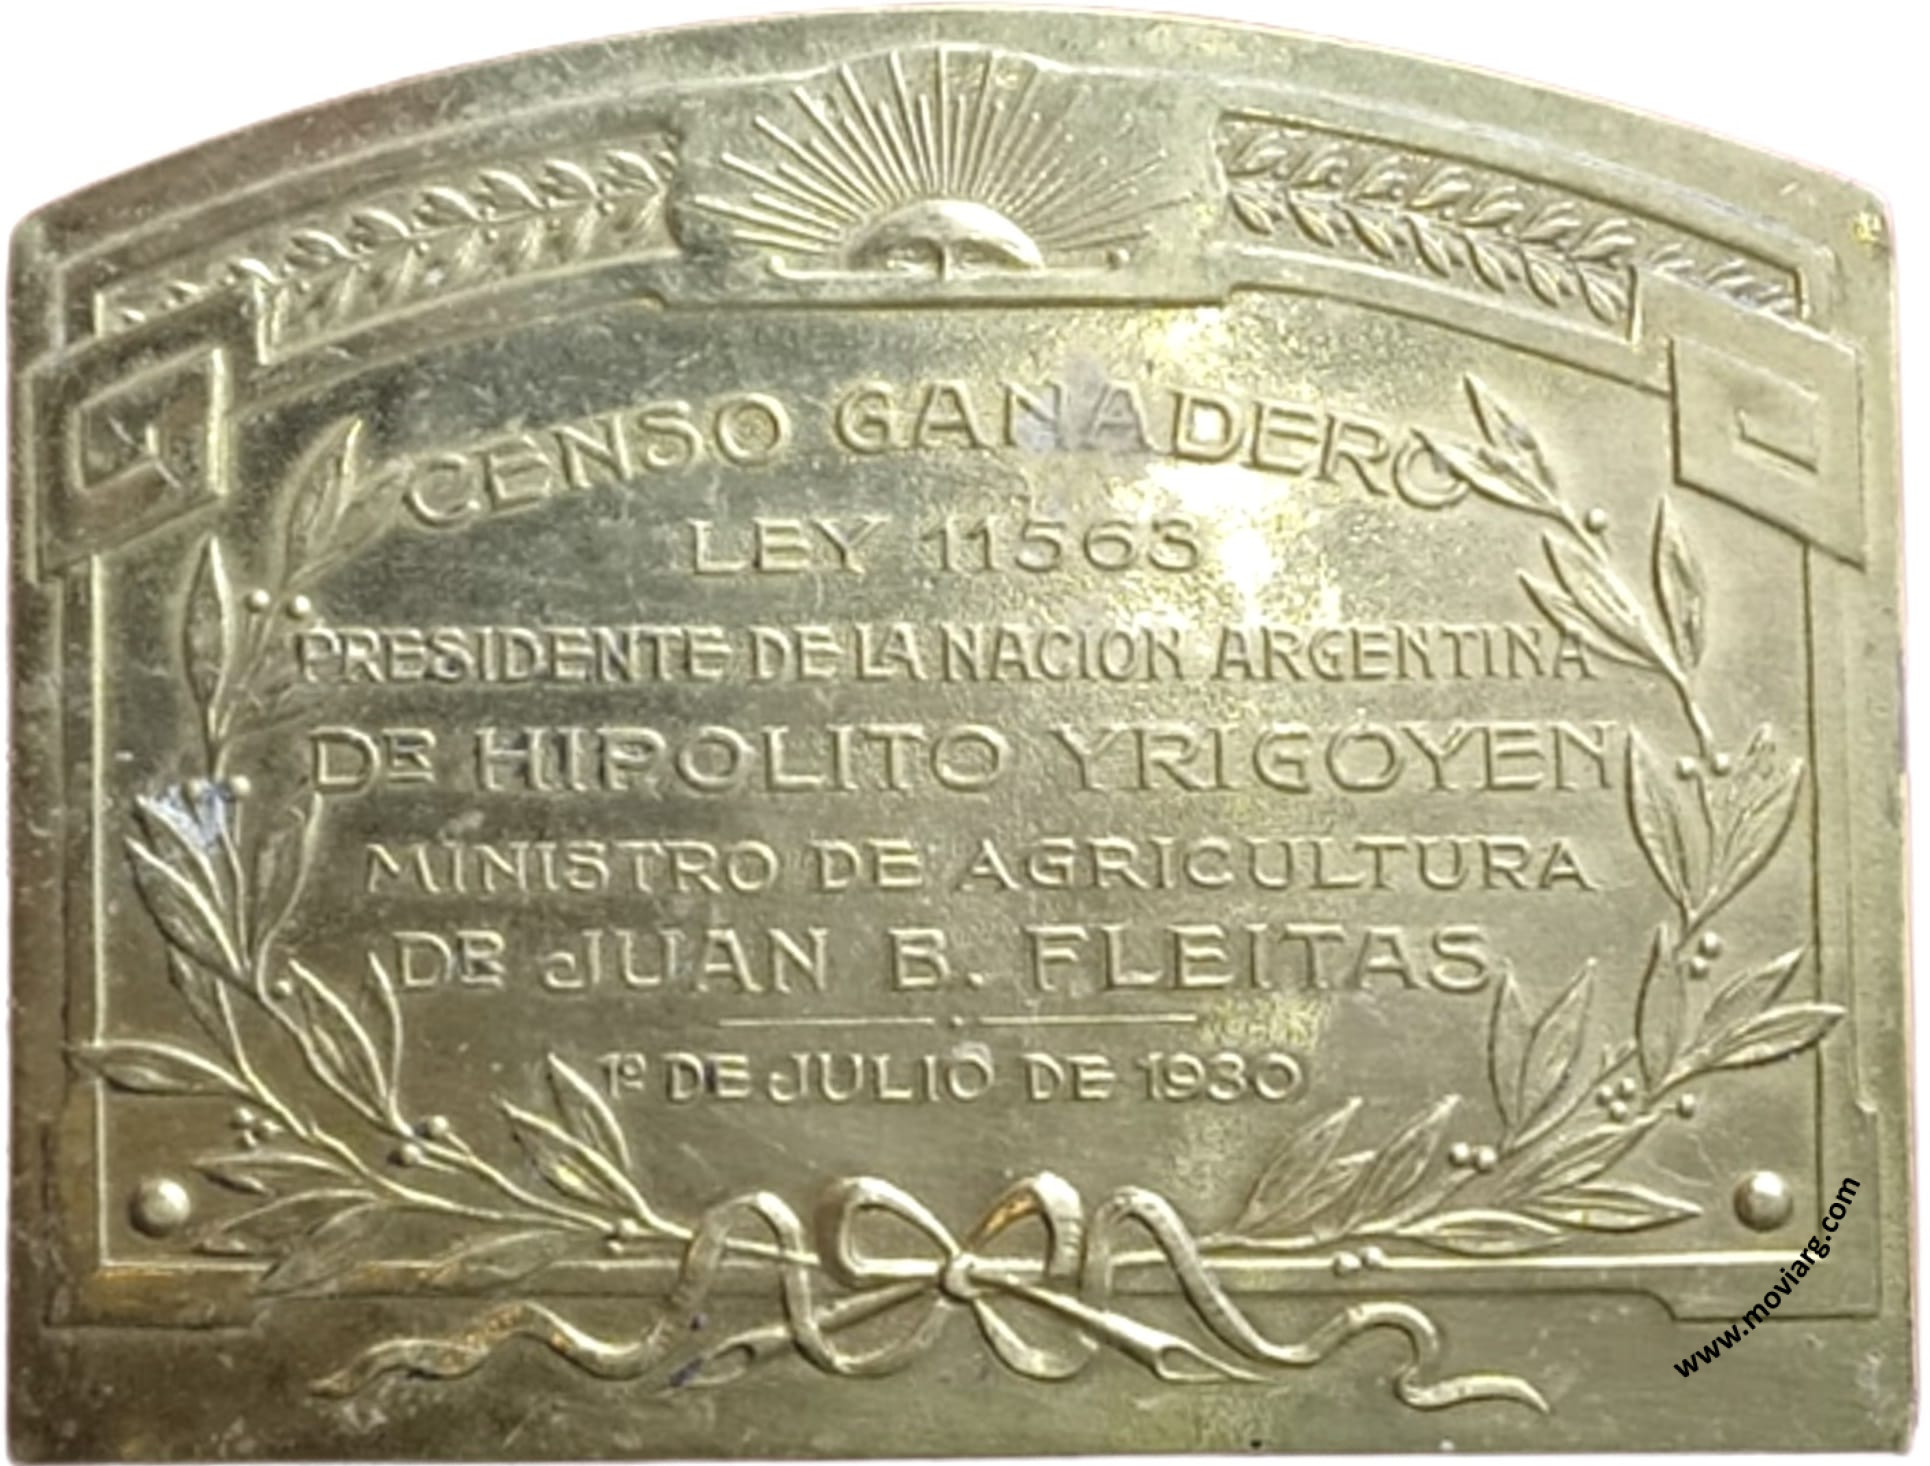 CENSO GANADERO
LEY 11563
PRESIDENTE DE LA NACION ARGENTINA
DR HIPOLITO YRIGOYEN
MINISTRO DE AGRICULTURA
DR JUAN B. FLEITAS
1º DE JULIO DE 1930
www.moviarg.com